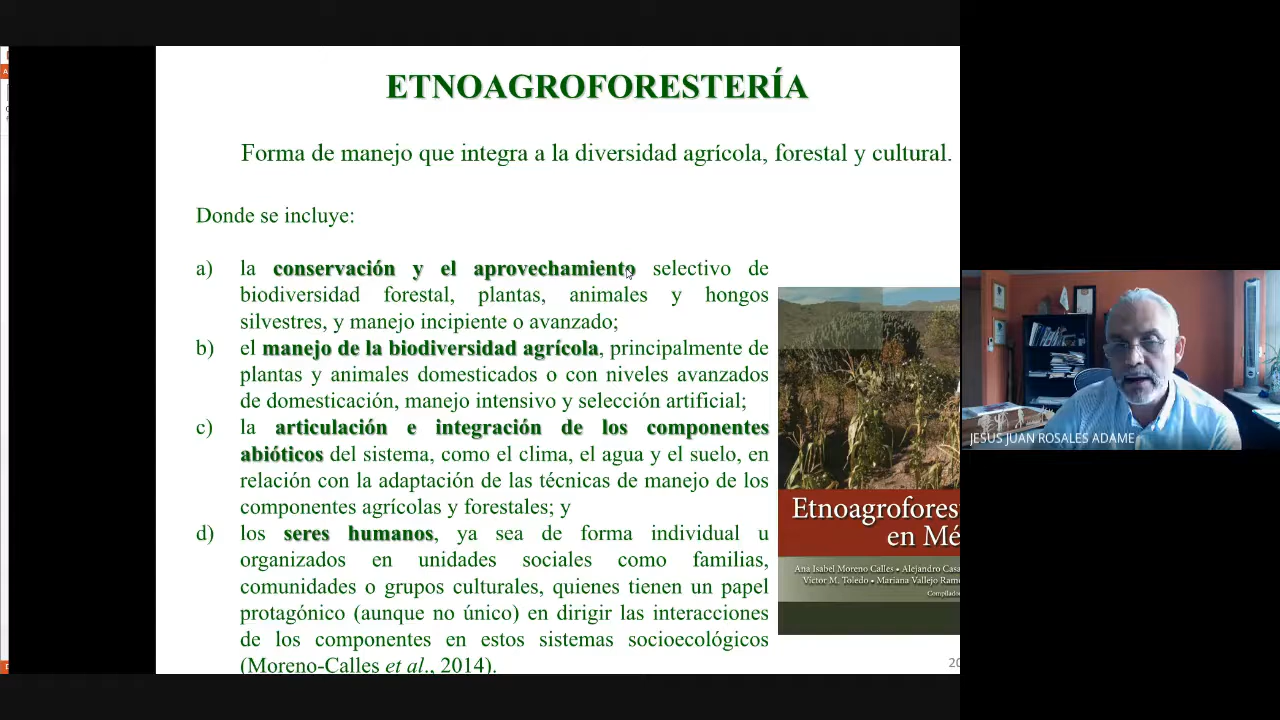 ETNOAGROFORESTERÍA
Forma de manejo que integra a la diversidad agrícola, forestal y cultural.
Donde se incluye:
a) la conservación y el aprovechamiento selectivo de
biodiversidad forestal, plantas, animales y hongos
silvestres, y manejo incipiente o avanzado;
b) el manejo de la biodiversidad agrícola, principalmente de
plantas y animales domesticados o con niveles avanzados
de domesticación, manejo intensivo y selección artificial;
c) la articulación e integración de los componentes
abióticos del sistema, como el clima, el agua y el suelo, en
relación con la adaptación de las técnicas de manejo de los
componentes agrícolas y forestales; y
d) los seres humanos, ya sea de forma individual u
organizados en unidades sociales como familias,
comunidades o grupos culturales, quienes tienen un papel
protagónico (aunque no único) en dirigir las interacciones
de los componentes en estos sistemas socioecológicos
(Moreno-Calles et al., 2014).
Etnoagrofores
en Mé
Ana Isabel Moreno Calles • Alejandro Casa
Víctor M. Toledo • Mariana Vallejo Ram
Compilador
20
JESUS JUAN ROSALES ADAME